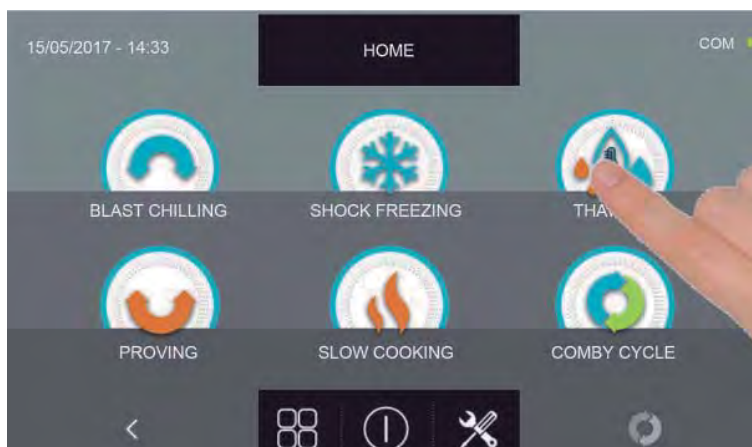 15/05/2017 - 14:33
HOME
COM
BLAST CHILLING
SHOCK FREEZING
PROVING
SLOW COOKING
COMBY CYCLE